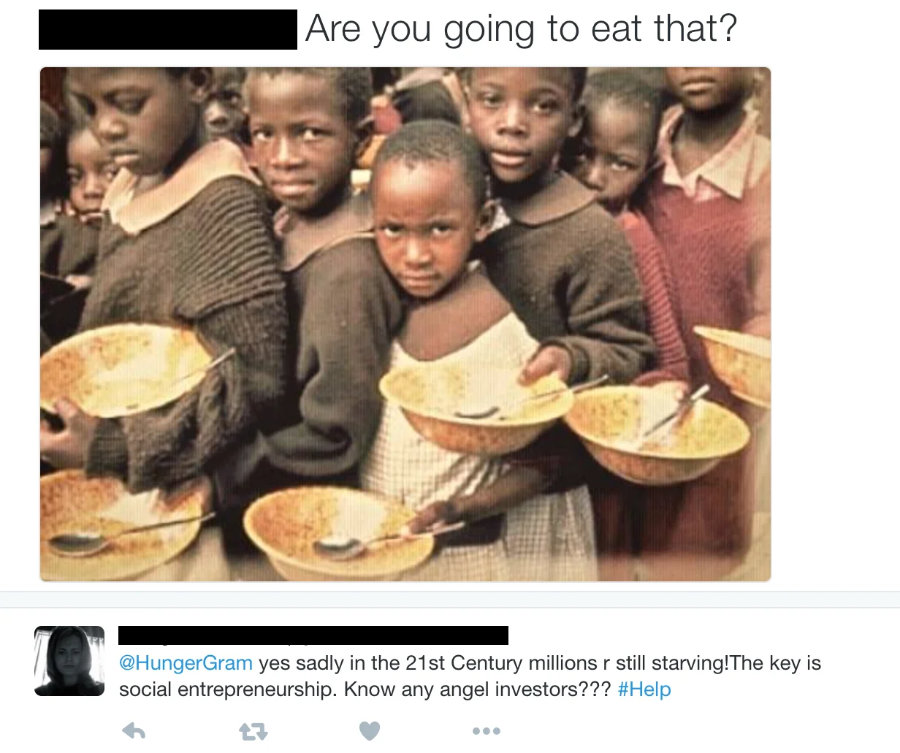 Are you going to eat that?
@HungerGram yes sadly in the 21st Century millions r still starving!The key is
social entrepreneurship. Know any angel investors??? #Help